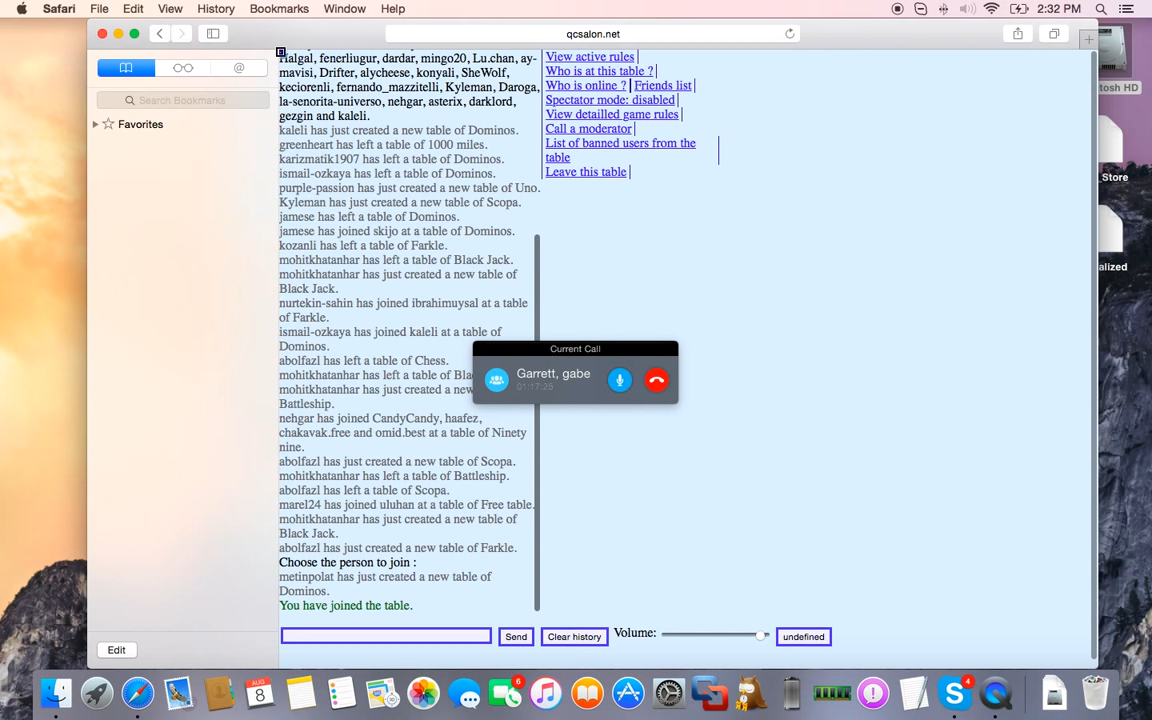 Safari File Edit View History Bookmarks Window Help 2:32 PM
qcsalon.net
@
Search Bookmarks
Favorites
Edit
Halgal, fenerliugur, dardar, mingo20, Lu.chan, ay-
mavisi, Drifter, alycheese, konyali, SheWolf,
keciorenli, fernando_mazzitelli, Kyleman, Daroga,
la-senorita-universo, nehgar, asterix, darklord,
gezgin and kaleli.
kaleli has just created a new table of Dominos.
greenheart has left a table of 1000 miles.
karizmatik1907 has left a table of Dominos.
ismail-ozkaya has left a table of Dominos.
purple-passion has just created a new table of Uno.
Kyleman has just created a new table of Scopa.
jamese has left a table of Dominos.
jamese has joined skijo at a table of Dominos.
kozanli has left a table of Farkle.
mohitkhatanhar has left a table of Black Jack.
mohitkhatanhar has just created a new table of
Black Jack.
nurtekin-sahin has joined ibrahimuysal at a table
of Farkle.
ismail-ozkaya has joined kaleli at a table of
Dominos.
abolfazl has left a table of Chess.
mohitkhatanhar has left a table of Bla
mohitkhatanhar has just created a new
Battleship.
nehgar has joined CandyCandy, haafez,
chakavak.free and omid.best at a table of Ninety
nine.
abolfazl has just created a new table of Scopa.
mohitkhatanhar has left a table of Battleship.
abolfazl has left a table of Scopa.
marel24 has joined uluhan at a table of Free table.
mohitkhatanhar has just created a new table of
Black Jack.
abolfazl has just created a new table of Farkle.
Choose the person to join :
metinpolat has just created a new table of
Dominos.
You have joined the table.
View active rules
Who is at this table ?
Who is online ? Friends list
Spectator mode: disabled
View detailled game rules
Call a moderator
List of banned users from the
table
Leave this table
Current Call
Garrett, gabe
01:17:25
Send Clear history Volume: undefined
tosh HD
_Store
alized
AUG
8
6
4